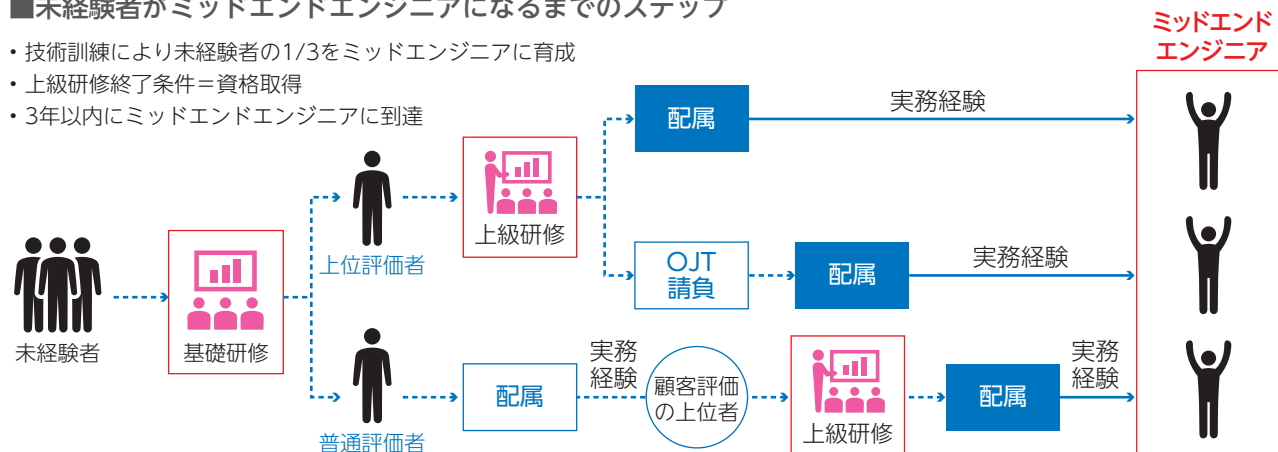 ■未経験者がミッドエンドエンジニアになるまでのステップ
・技術訓練により未経験者の1/3をミッドエンジニアに育成
・上級研修終了条件＝資格取得
・3年以内にミッドエンドエンジニアに到達
ミッドエンド
エンジニア
配属
実務経験
上級研修
上位評価者
OJT
請負
配属
実務経験
未経験者
基礎研修
普通評価者
配属
実務
経験
顧客評価
の上位者
上級研修
配属
実務
経験